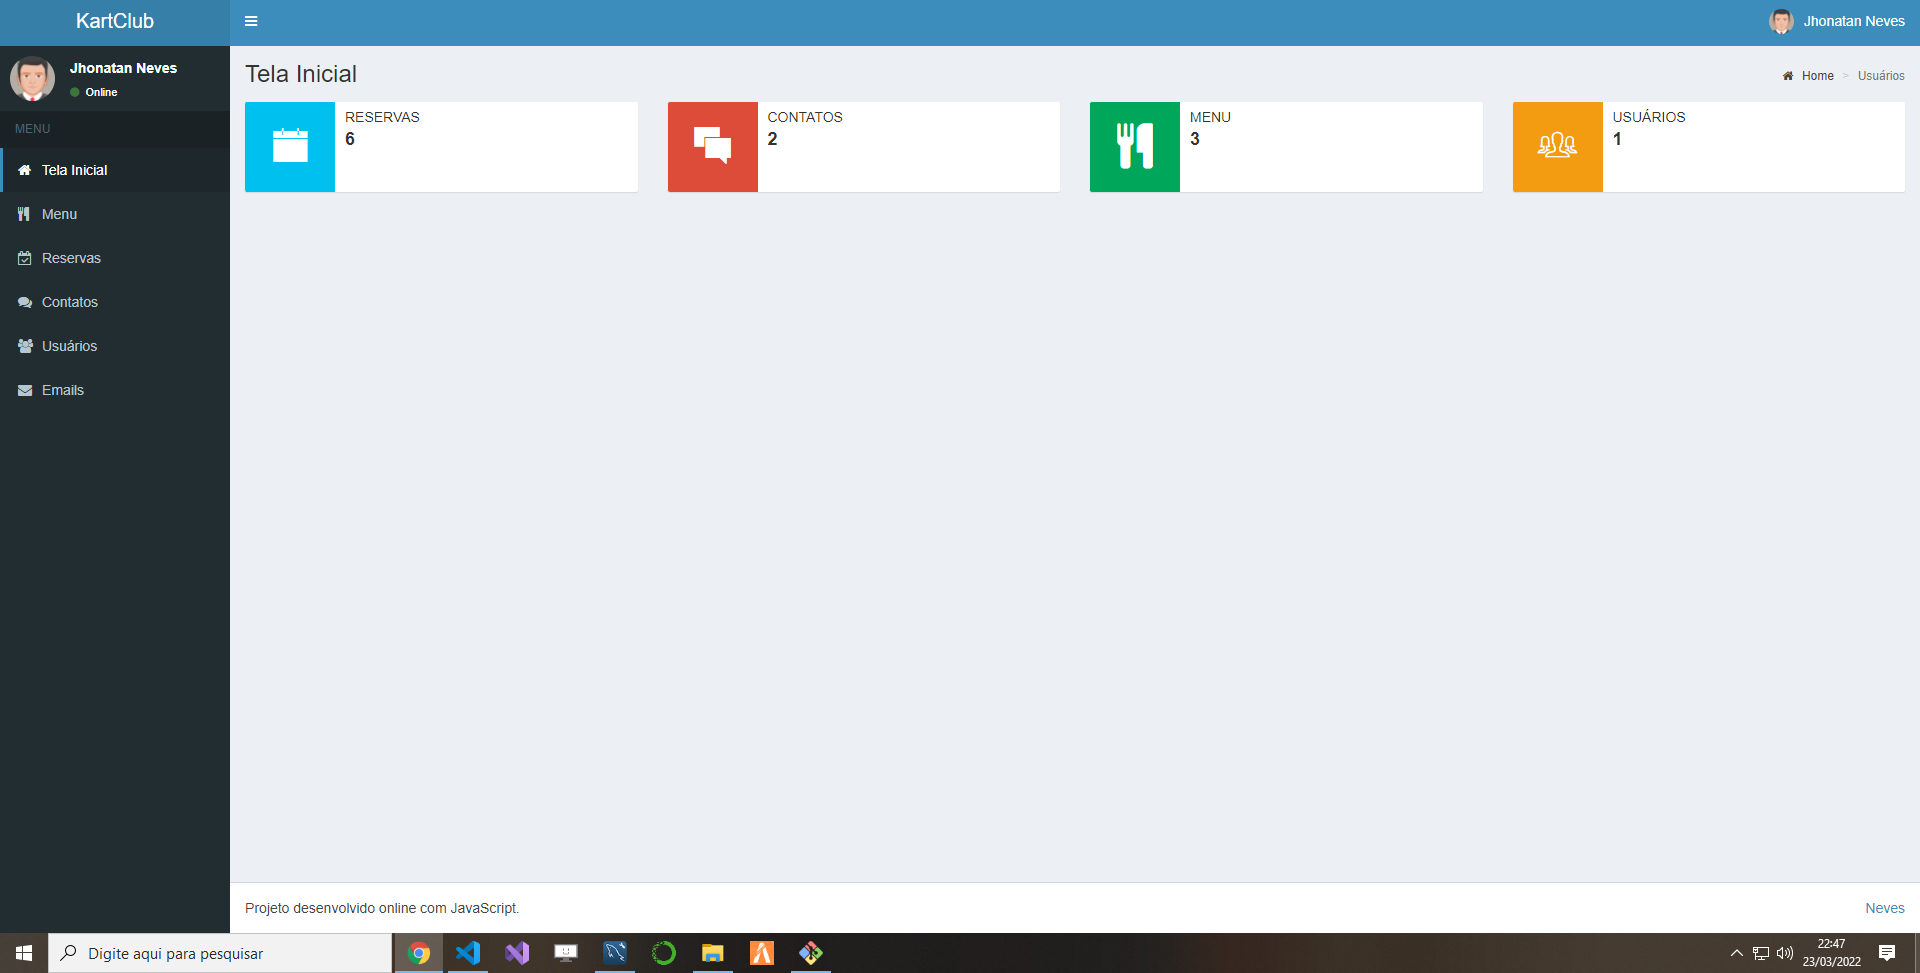 KartClub
Jhonatan Neves
Jhonatan Neves
Online
MENU
Tela Inicial
Menu
Reservas
Contatos
Usuários
Emails
Tela Inicial
Home > Usuários
RESERVAS
6
CONTATOS
2
MENU
3
USUÁRIOS
1
Projeto desenvolvido online com JavaScript.
Neves
Digite aqui para pesquisar
22:47
23/03/2022